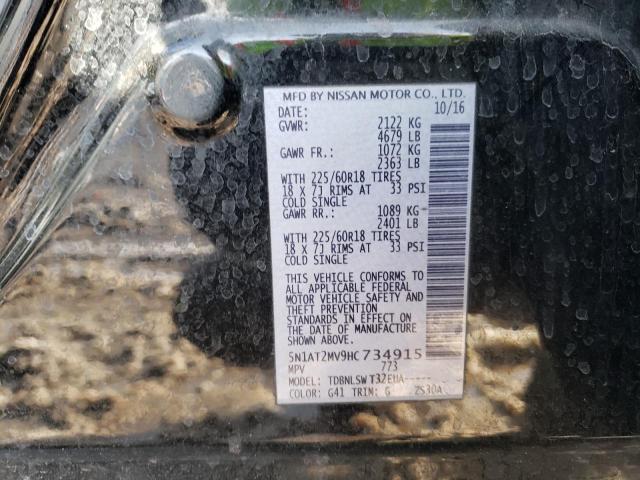 MFD BY NISSAN MOTOR CO., LTD.
DATE: 10/16
GVWR: 2122 KG
4679 LB
GAWR FR.: 1072 KG
2363 LB
WITH 225/60R18 TIRES
18 X 7J RIMS AT 33 PSI
COLD SINGLE
GAWR RR.: 1089 KG
2401 LB
WITH 225/60R18 TIRES
18 X 7J RIMS AT 33 PSI
COLD SINGLE
THIS VEHICLE CONFORMS TO
ALL APPLICABLE FEDERAL
MOTOR VEHICLE SAFETY AND
THEFT PREVENTION
STANDARDS IN EFFECT ON
THE DATE OF MANUFACTURE
SHOWN ABOVE.
5N1AT2MV9HC734915
MPV 773
MODEL: TDBNLSW T32EUA-----
COLOR: G41 TRIM: G